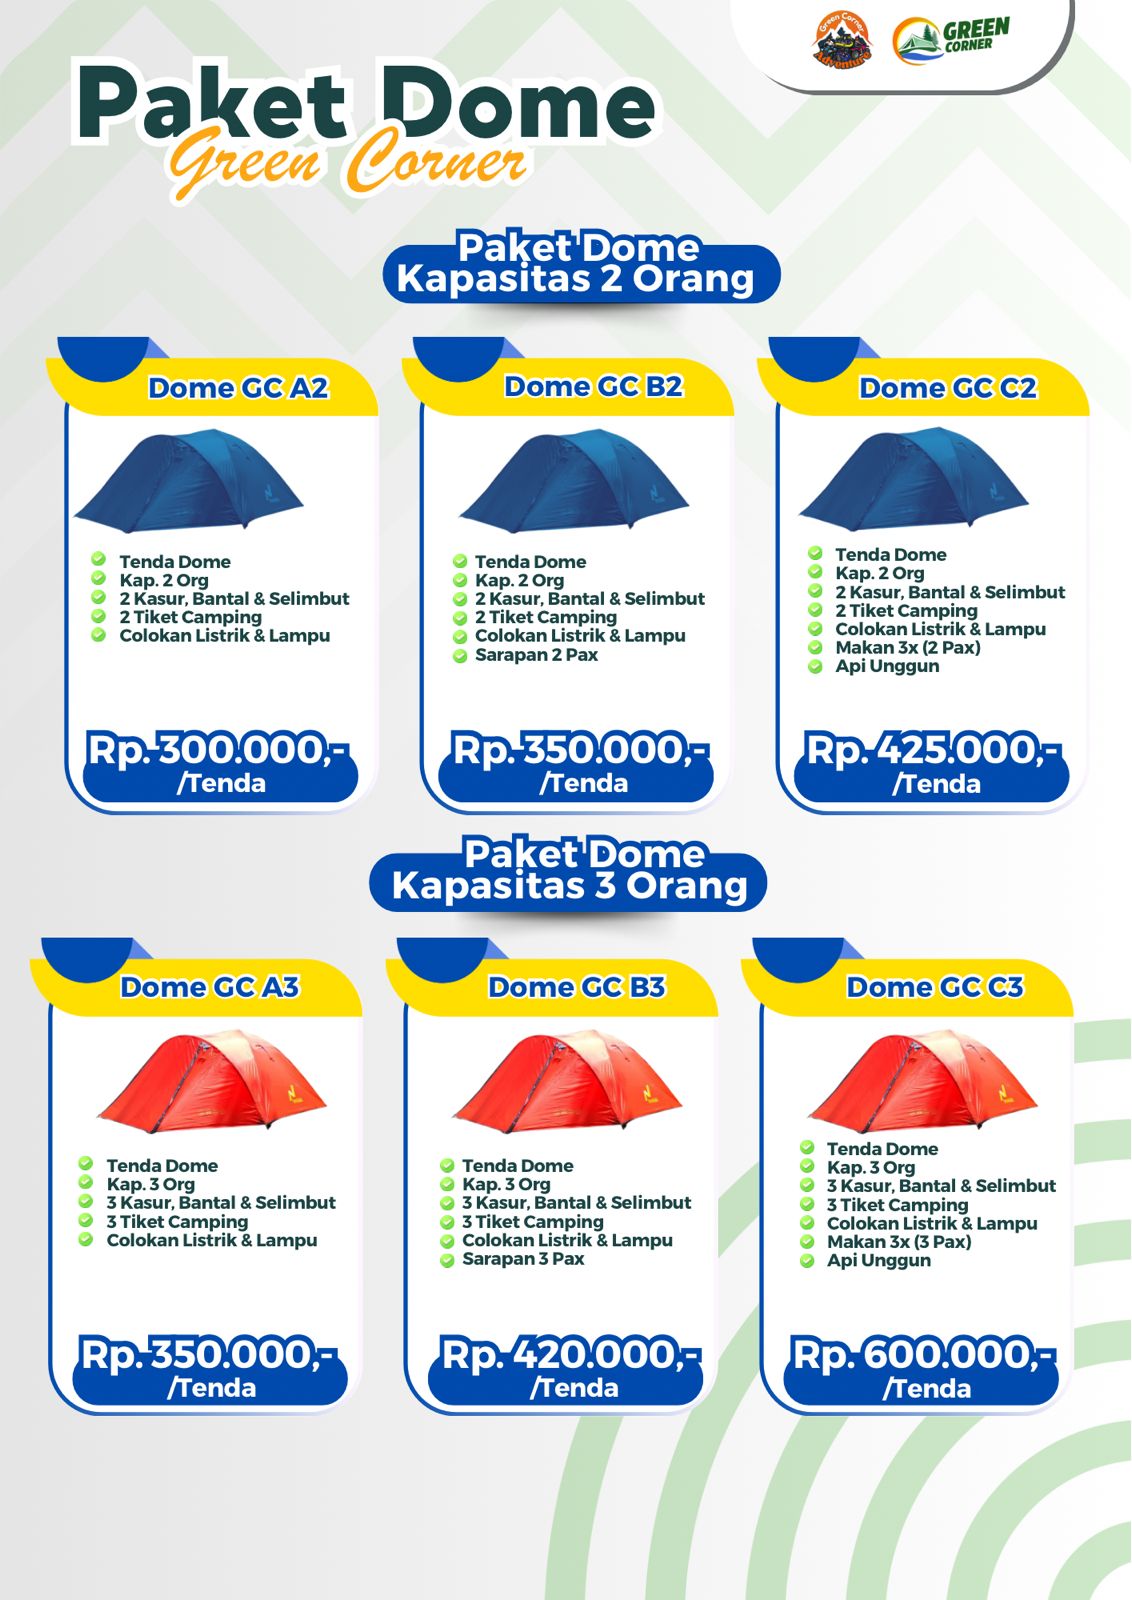 Green Corner
Adventure
GREEN
CORNER
Paket Dome
Green Corner
Paket Dome
Kapasitas 2 Orang
Dome GC A2
Tenda Dome
Kap. 2 Org
2 Kasur, Bantal & Selimbut
2 Tiket Camping
Colokan Listrik & Lampu
Rp. 300.000,-
/Tenda
Dome GC B2
Tenda Dome
Kap. 2 Org
2 Kasur, Bantal & Selimbut
2 Tiket Camping
Colokan Listrik & Lampu
Sarapan 2 Pax
Rp. 350.000,-
/Tenda
Dome GC C2
Tenda Dome
Kap. 2 Org
2 Kasur, Bantal & Selimbut
2 Tiket Camping
Colokan Listrik & Lampu
Makan 3x (2 Pax)
Api Unggun
Rp. 425.000,-
/Tenda
Paket Dome
Kapasitas 3 Orang
Dome GC A3
Tenda Dome
Kap. 3 Org
3 Kasur, Bantal & Selimbut
3 Tiket Camping
Colokan Listrik & Lampu
Rp. 350.000,-
/Tenda
Dome GC B3
Tenda Dome
Kap. 3 Org
3 Kasur, Bantal & Selimbut
3 Tiket Camping
Colokan Listrik & Lampu
Sarapan 3 Pax
Rp. 420.000,-
/Tenda
Dome GC C3
Tenda Dome
Kap. 3 Org
3 Kasur, Bantal & Selimbut
3 Tiket Camping
Colokan Listrik & Lampu
Makan 3x (3 Pax)
Api Unggun
Rp. 600.000,-
/Tenda